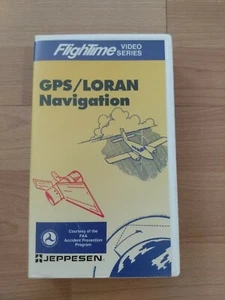 FlighTime VIDEO
SERIES
GPS/LORAN
Navigation
Courtesy of the
FAA
Accident Prevention
Program
JEPPESEN